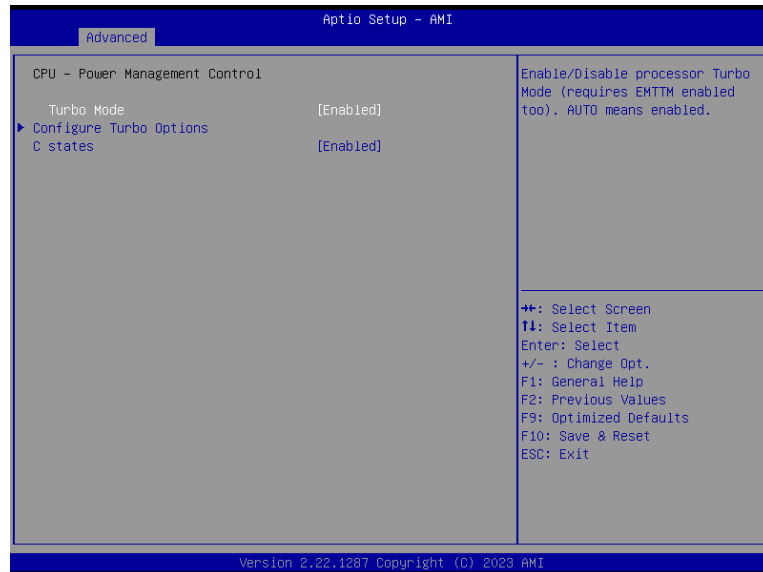 Aptio Setup – AMI
Advanced
CPU – Power Management Control
Turbo Mode [Enabled]
Configure Turbo Options
C states [Enabled]
Enable/Disable processor Turbo
Mode (requires EMTTM enabled
too). AUTO means enabled.
→←: Select Screen
↑↓: Select Item
Enter: Select
+/– : Change Opt.
F1: General Help
F2: Previous Values
F9: Optimized Defaults
F10: Save & Reset
ESC: Exit
Version 2.22.1287 Copyright (C) 2023 AMI